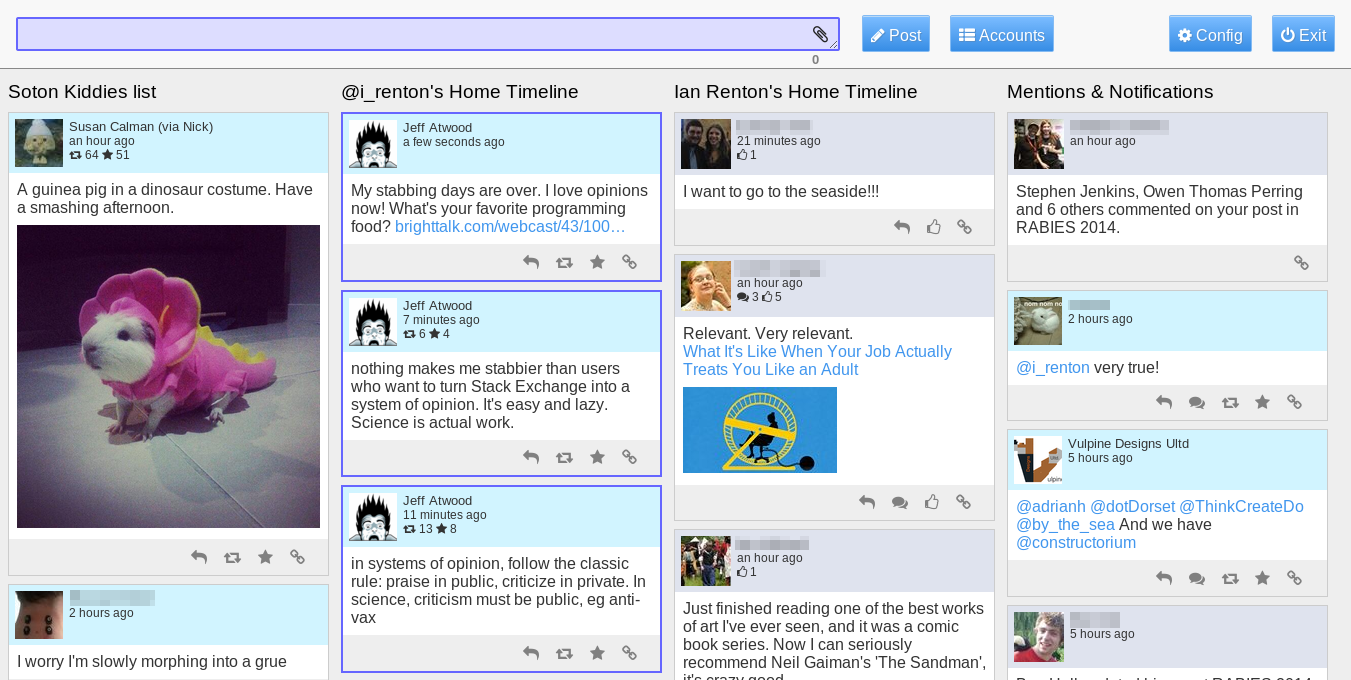 0
Post
Accounts
Config
Exit
Soton Kiddies list
Susan Calman (via Nick)
an hour ago
64 51
A guinea pig in a dinosaur costume. Have
a smashing afternoon.
2 hours ago
I worry I'm slowly morphing into a grue
@i_renton's Home Timeline
Jeff Atwood
a few seconds ago
My stabbing days are over. I love opinions
now! What's your favorite programming
food? brighttalk.com/webcast/43/100…
Jeff Atwood
7 minutes ago
6 4
nothing makes me stabbier than users
who want to turn Stack Exchange into a
system of opinion. It's easy and lazy.
Science is actual work.
Jeff Atwood
11 minutes ago
13 8
in systems of opinion, follow the classic
rule: praise in public, criticize in private. In
science, criticism must be public, eg anti-
vax
Ian Renton's Home Timeline
21 minutes ago
1
I want to go to the seaside!!!
an hour ago
3 5
Relevant. Very relevant.
What It's Like When Your Job Actually
Treats You Like an Adult
an hour ago
1
Just finished reading one of the best works
of art I've ever seen, and it was a comic
book series. Now I can seriously
recommend Neil Gaiman's 'The Sandman',
it's crazy good
Mentions & Notifications
an hour ago
Stephen Jenkins, Owen Thomas Perring
and 6 others commented on your post in
RABIES 2014.
nom nom no
2 hours ago
@i_renton very true!
Vulpine Designs Ultd
5 hours ago
@adrianh @dotDorset @ThinkCreateDo
@by_the_sea And we have
@constructorium
5 hours ago